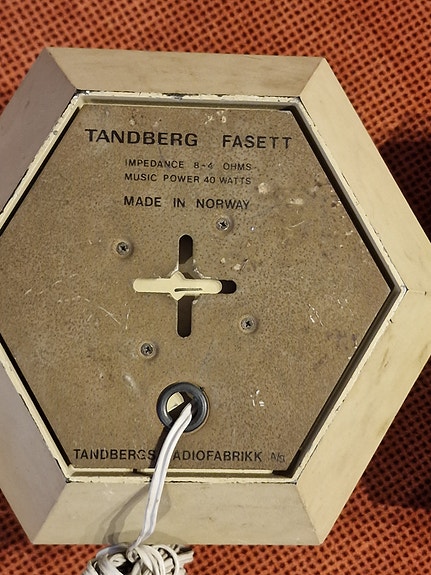 TANDBERG FASETT
IMPEDANCE 8-4 OHMS
MUSIC POWER 40 WATTS
MADE IN NORWAY
TANDBERGS RADIOFABRIKK A/S